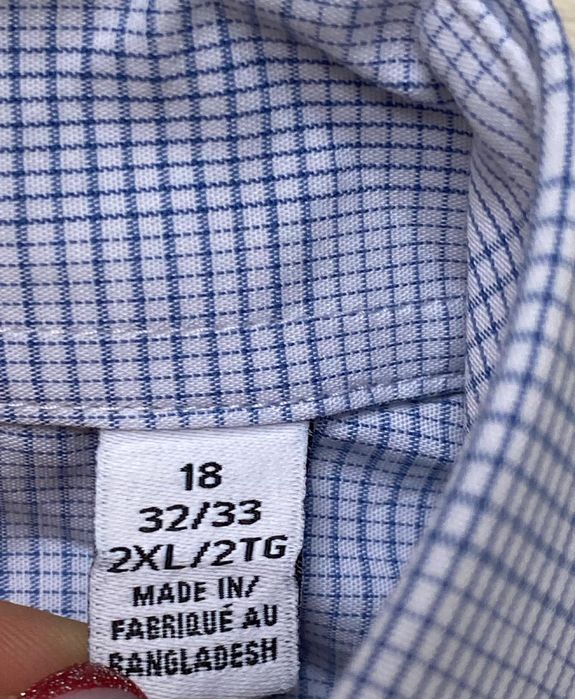 18
32/33
2XL/2TG
MADE IN/
FABRIQUÉ AU
BANGLADESH